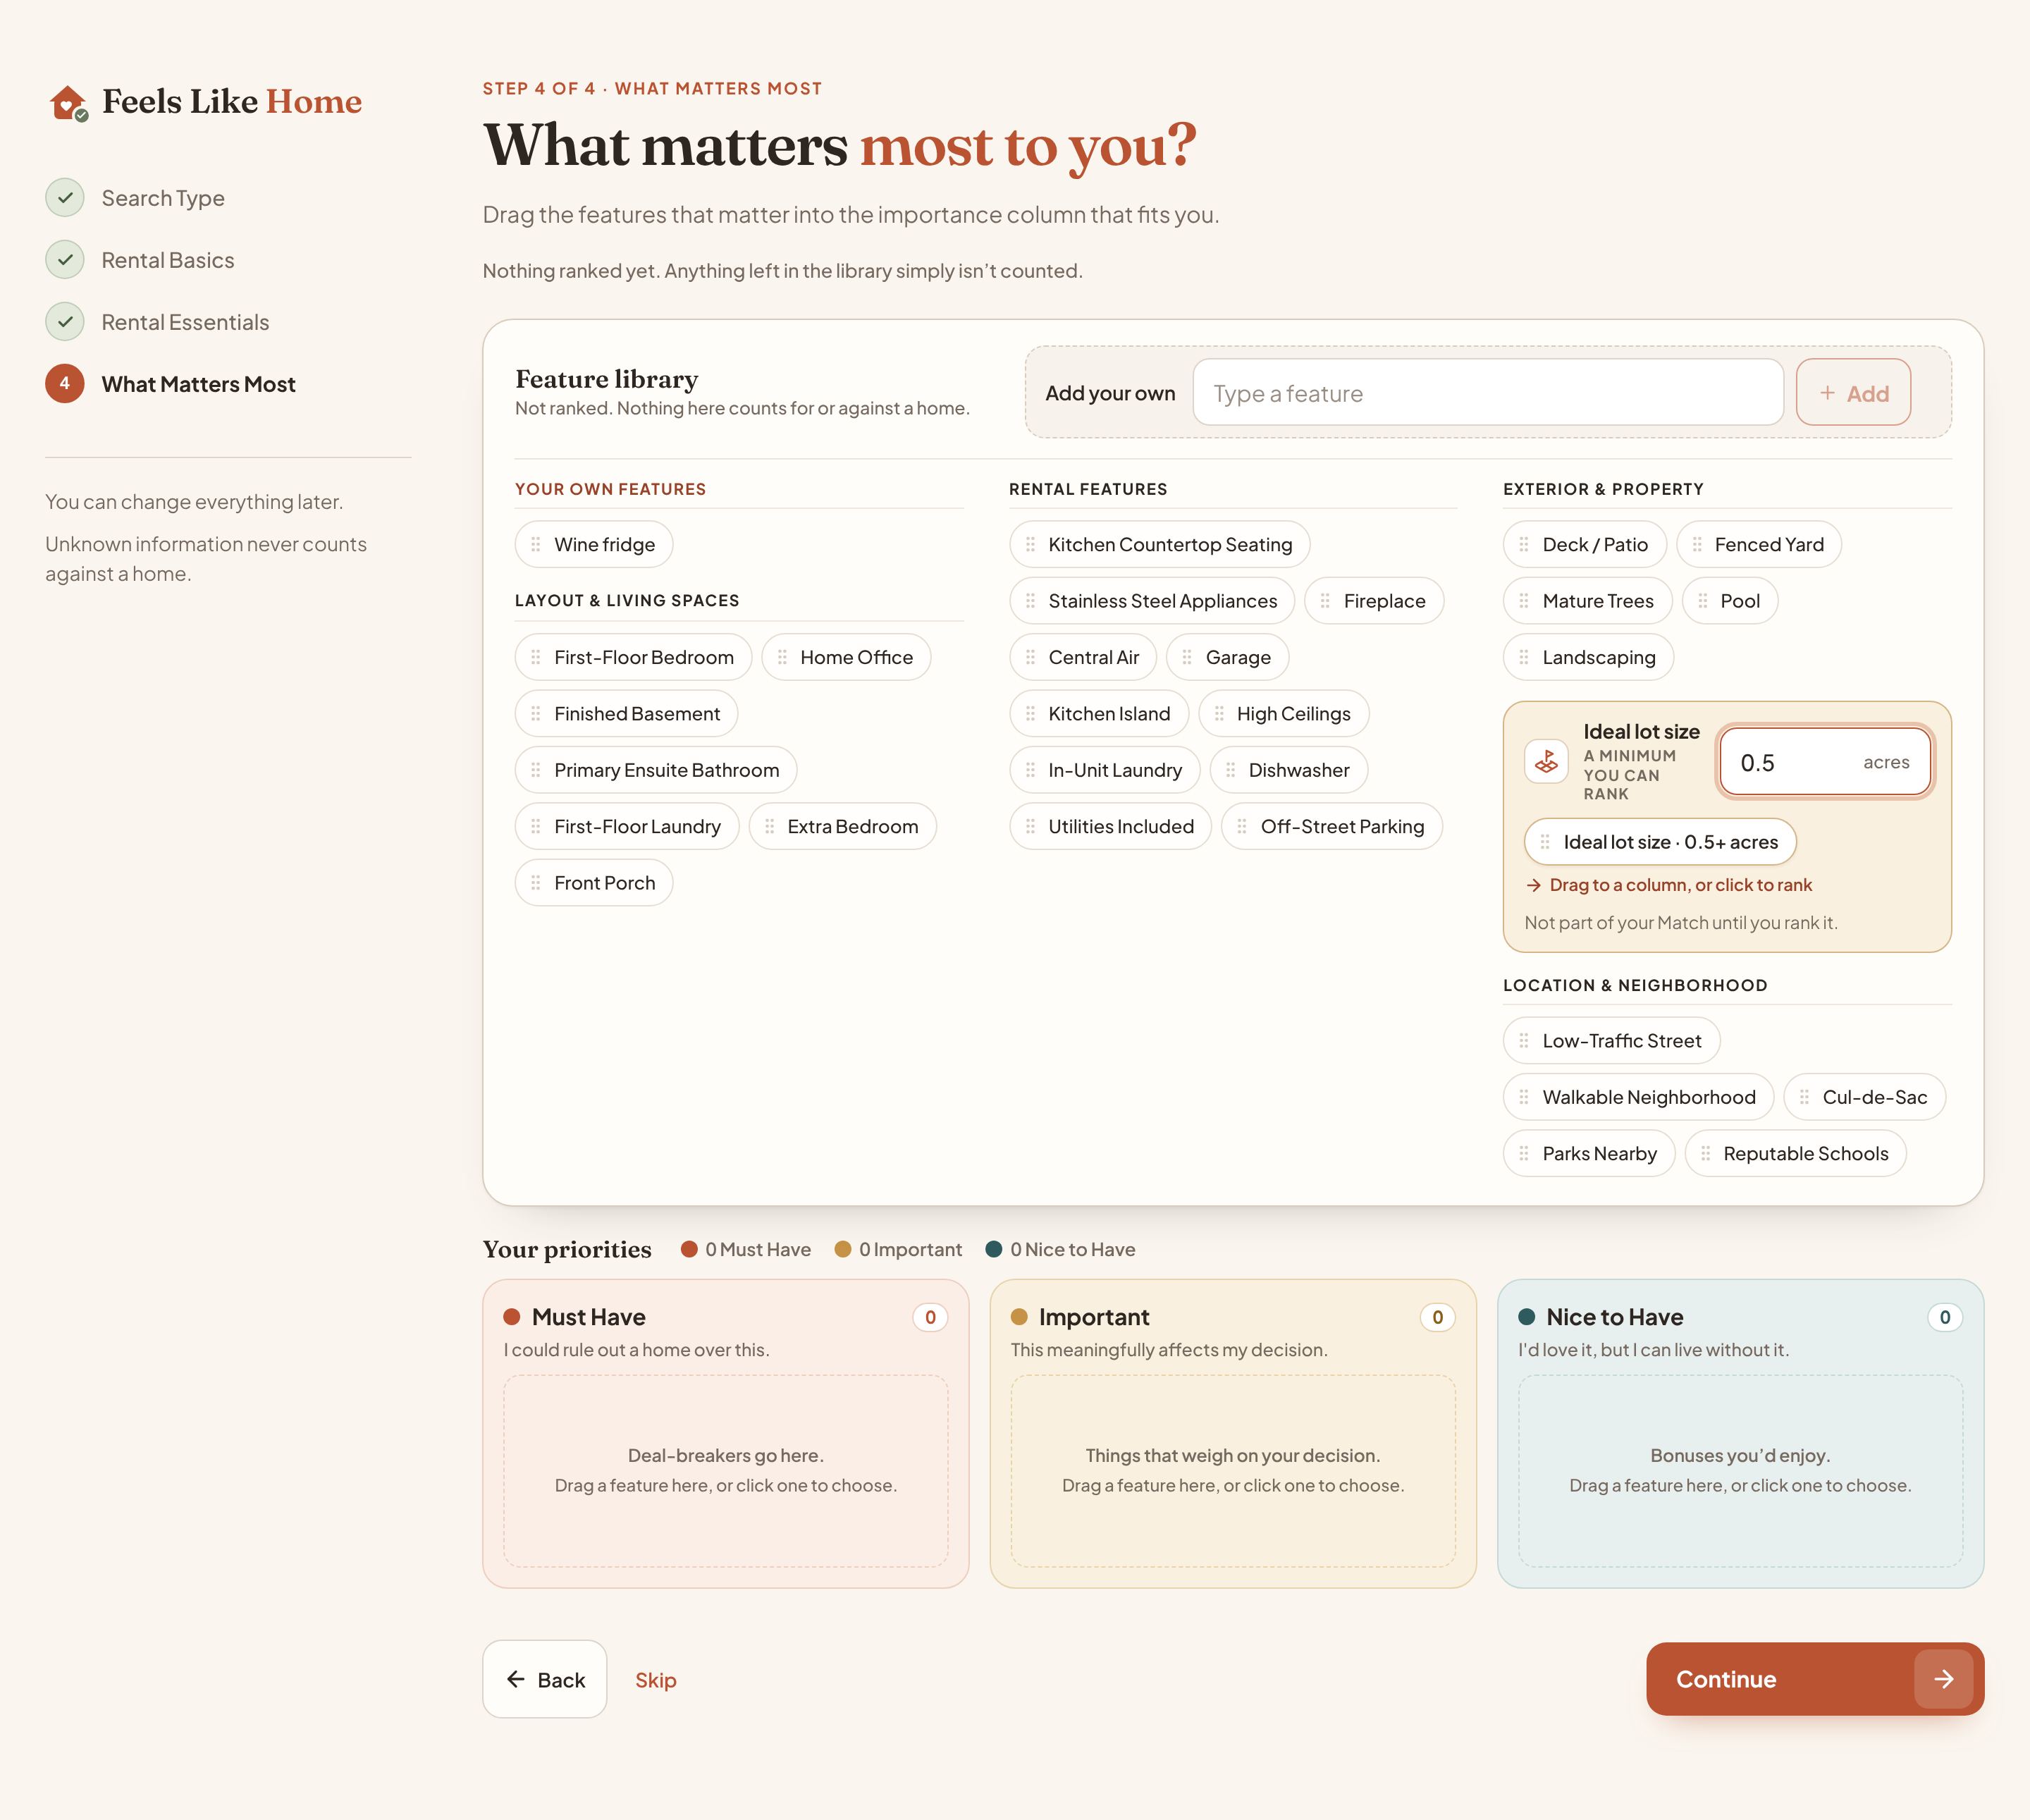 Feels Like Home
Search Type
Rental Basics
Rental Essentials
4 What Matters Most
You can change everything later.
Unknown information never counts
against a home.
STEP 4 OF 4 · WHAT MATTERS MOST
What matters most to you?
Drag the features that matter into the importance column that fits you.
Nothing ranked yet. Anything left in the library simply isn’t counted.
Feature library
Not ranked. Nothing here counts for or against a home.
Add your own Type a feature + Add
YOUR OWN FEATURES
Wine fridge
LAYOUT & LIVING SPACES
First-Floor Bedroom Home Office
Finished Basement
Primary Ensuite Bathroom
First-Floor Laundry Extra Bedroom
Front Porch
RENTAL FEATURES
Kitchen Countertop Seating
Stainless Steel Appliances Fireplace
Central Air Garage
Kitchen Island High Ceilings
In-Unit Laundry Dishwasher
Utilities Included Off-Street Parking
EXTERIOR & PROPERTY
Deck / Patio Fenced Yard
Mature Trees Pool
Landscaping
Ideal lot size
A MINIMUM
YOU CAN
RANK
0.5 acres
Ideal lot size · 0.5+ acres
→ Drag to a column, or click to rank
Not part of your Match until you rank it.
LOCATION & NEIGHBORHOOD
Low-Traffic Street
Walkable Neighborhood Cul-de-Sac
Parks Nearby Reputable Schools
Your priorities 0 Must Have 0 Important 0 Nice to Have
Must Have 0
I could rule out a home over this.
Deal-breakers go here.
Drag a feature here, or click one to choose.
Important 0
This meaningfully affects my decision.
Things that weigh on your decision.
Drag a feature here, or click one to choose.
Nice to Have 0
I'd love it, but I can live without it.
Bonuses you’d enjoy.
Drag a feature here, or click one to choose.
← Back Skip Continue →